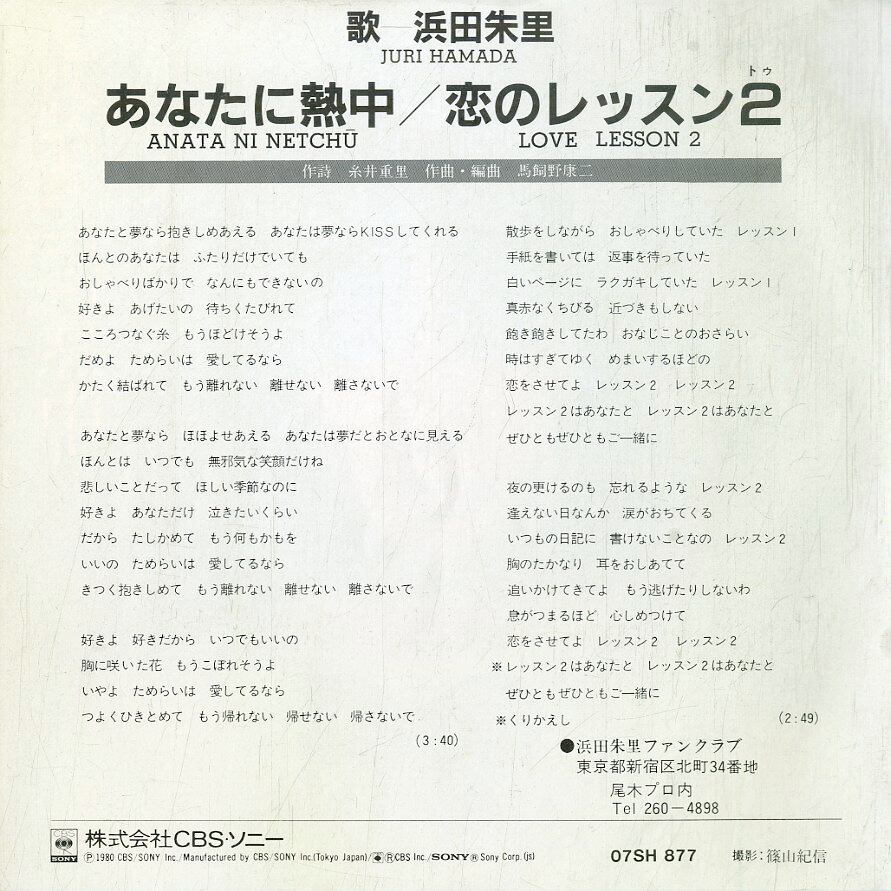 歌 浜田朱里
JURI HAMADA
あなたに熱中／恋のレッスン2
トゥ
ANATA NI NETCHŪ
LOVE LESSON 2
作詩 糸井重里 作曲・編曲 馬飼野康二
あなたと夢なら抱きしめあえる あなたは夢ならKISSしてくれる
ほんとのあなたは ふたりだけでいても
おしゃべりばかりで なんにもできないの
好きよ あげたいの 待ちくたびれて
こころつなぐ糸 もうほどけそうよ
だめよ ためらいは 愛してるなら
かたく結ばれて もう離れない 離せない 離さないで
あなたと夢なら ほほよせあえる あなたは夢だとおとなに見える
ほんとは いつでも 無邪気な笑顔だけね
悲しいことだって ほしい季節なのに
好きよ あなただけ 泣きたいくらい
だから たしかめて もう何もかもを
いいの ためらいは 愛してるなら
きつく抱きしめて もう離れない 離せない 離さないで
好きよ 好きだから いつでもいいの
胸に咲いた花 もうこぼれそうよ
いやよ ためらいは 愛してるなら
つよくひきとめて もう帰れない 帰せない 帰さないで
(3:40)
散歩をしながら おしゃべりしていた レッスン1
手紙を書いては 返事を待っていた
白いページに ラクガキしていた レッスン1
真赤なくちびる 近づきもしない
飽き飽きしてたわ おなじことのおさらい
時はすぎてゆく めまいするほどの
恋をさせてよ レッスン2 レッスン2
レッスン2はあなたと レッスン2はあなたと
ぜひともぜひともご一緒に
夜の更けるのも 忘れるような レッスン2
逢えない日なんか 涙がおちてくる
いつもの日記に 書けないことなの レッスン2
胸のたかなり 耳をおしあてて
追いかけてきてよ もう逃げたりしないわ
息がつまるほど 心しめつけて
恋をさせてよ レッスン2 レッスン2
※レッスン2はあなたと レッスン2はあなたと
ぜひともぜひともご一緒に
※くりかえし
(2:49)
●浜田朱里ファンクラブ
東京都新宿区北町34番地
尾木プロ内
Tel 260−4898
CBS
SONY
株式会社CBS・ソニー
Ⓟ1980 CBS/SONY Inc./Manufactured by CBS/SONY Inc.(Tokyo Japan)/ ⓇCBS Inc./SONY® Sony Corp.(js)
07SH 877
撮影：篠山紀信